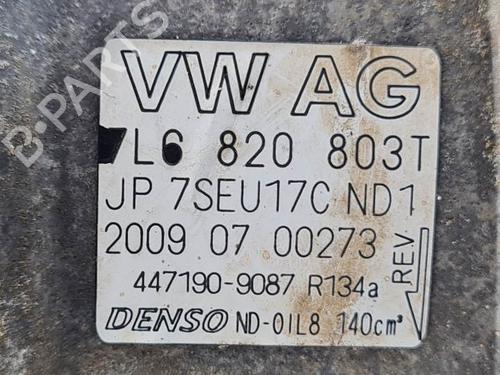 B-PARTS
VW AG
7L6 820 803T
JP 7SEU17C ND1
2009 07 00273
REV.
447190-9087 R134a
DENSO ND-OIL8 140cm³